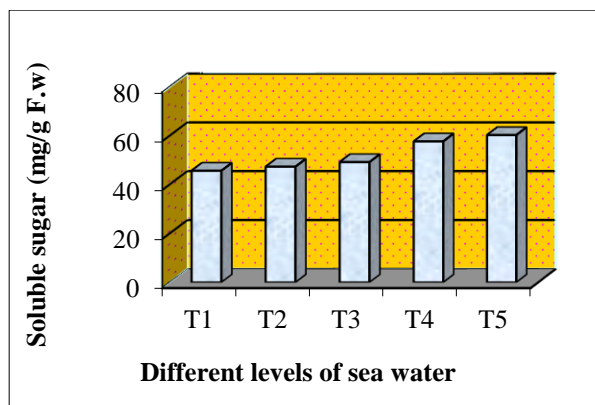 Soluble sugar (mg/g F.w)
80
60
40
20
0
T1 T2 T3 T4 T5
Different levels of sea water